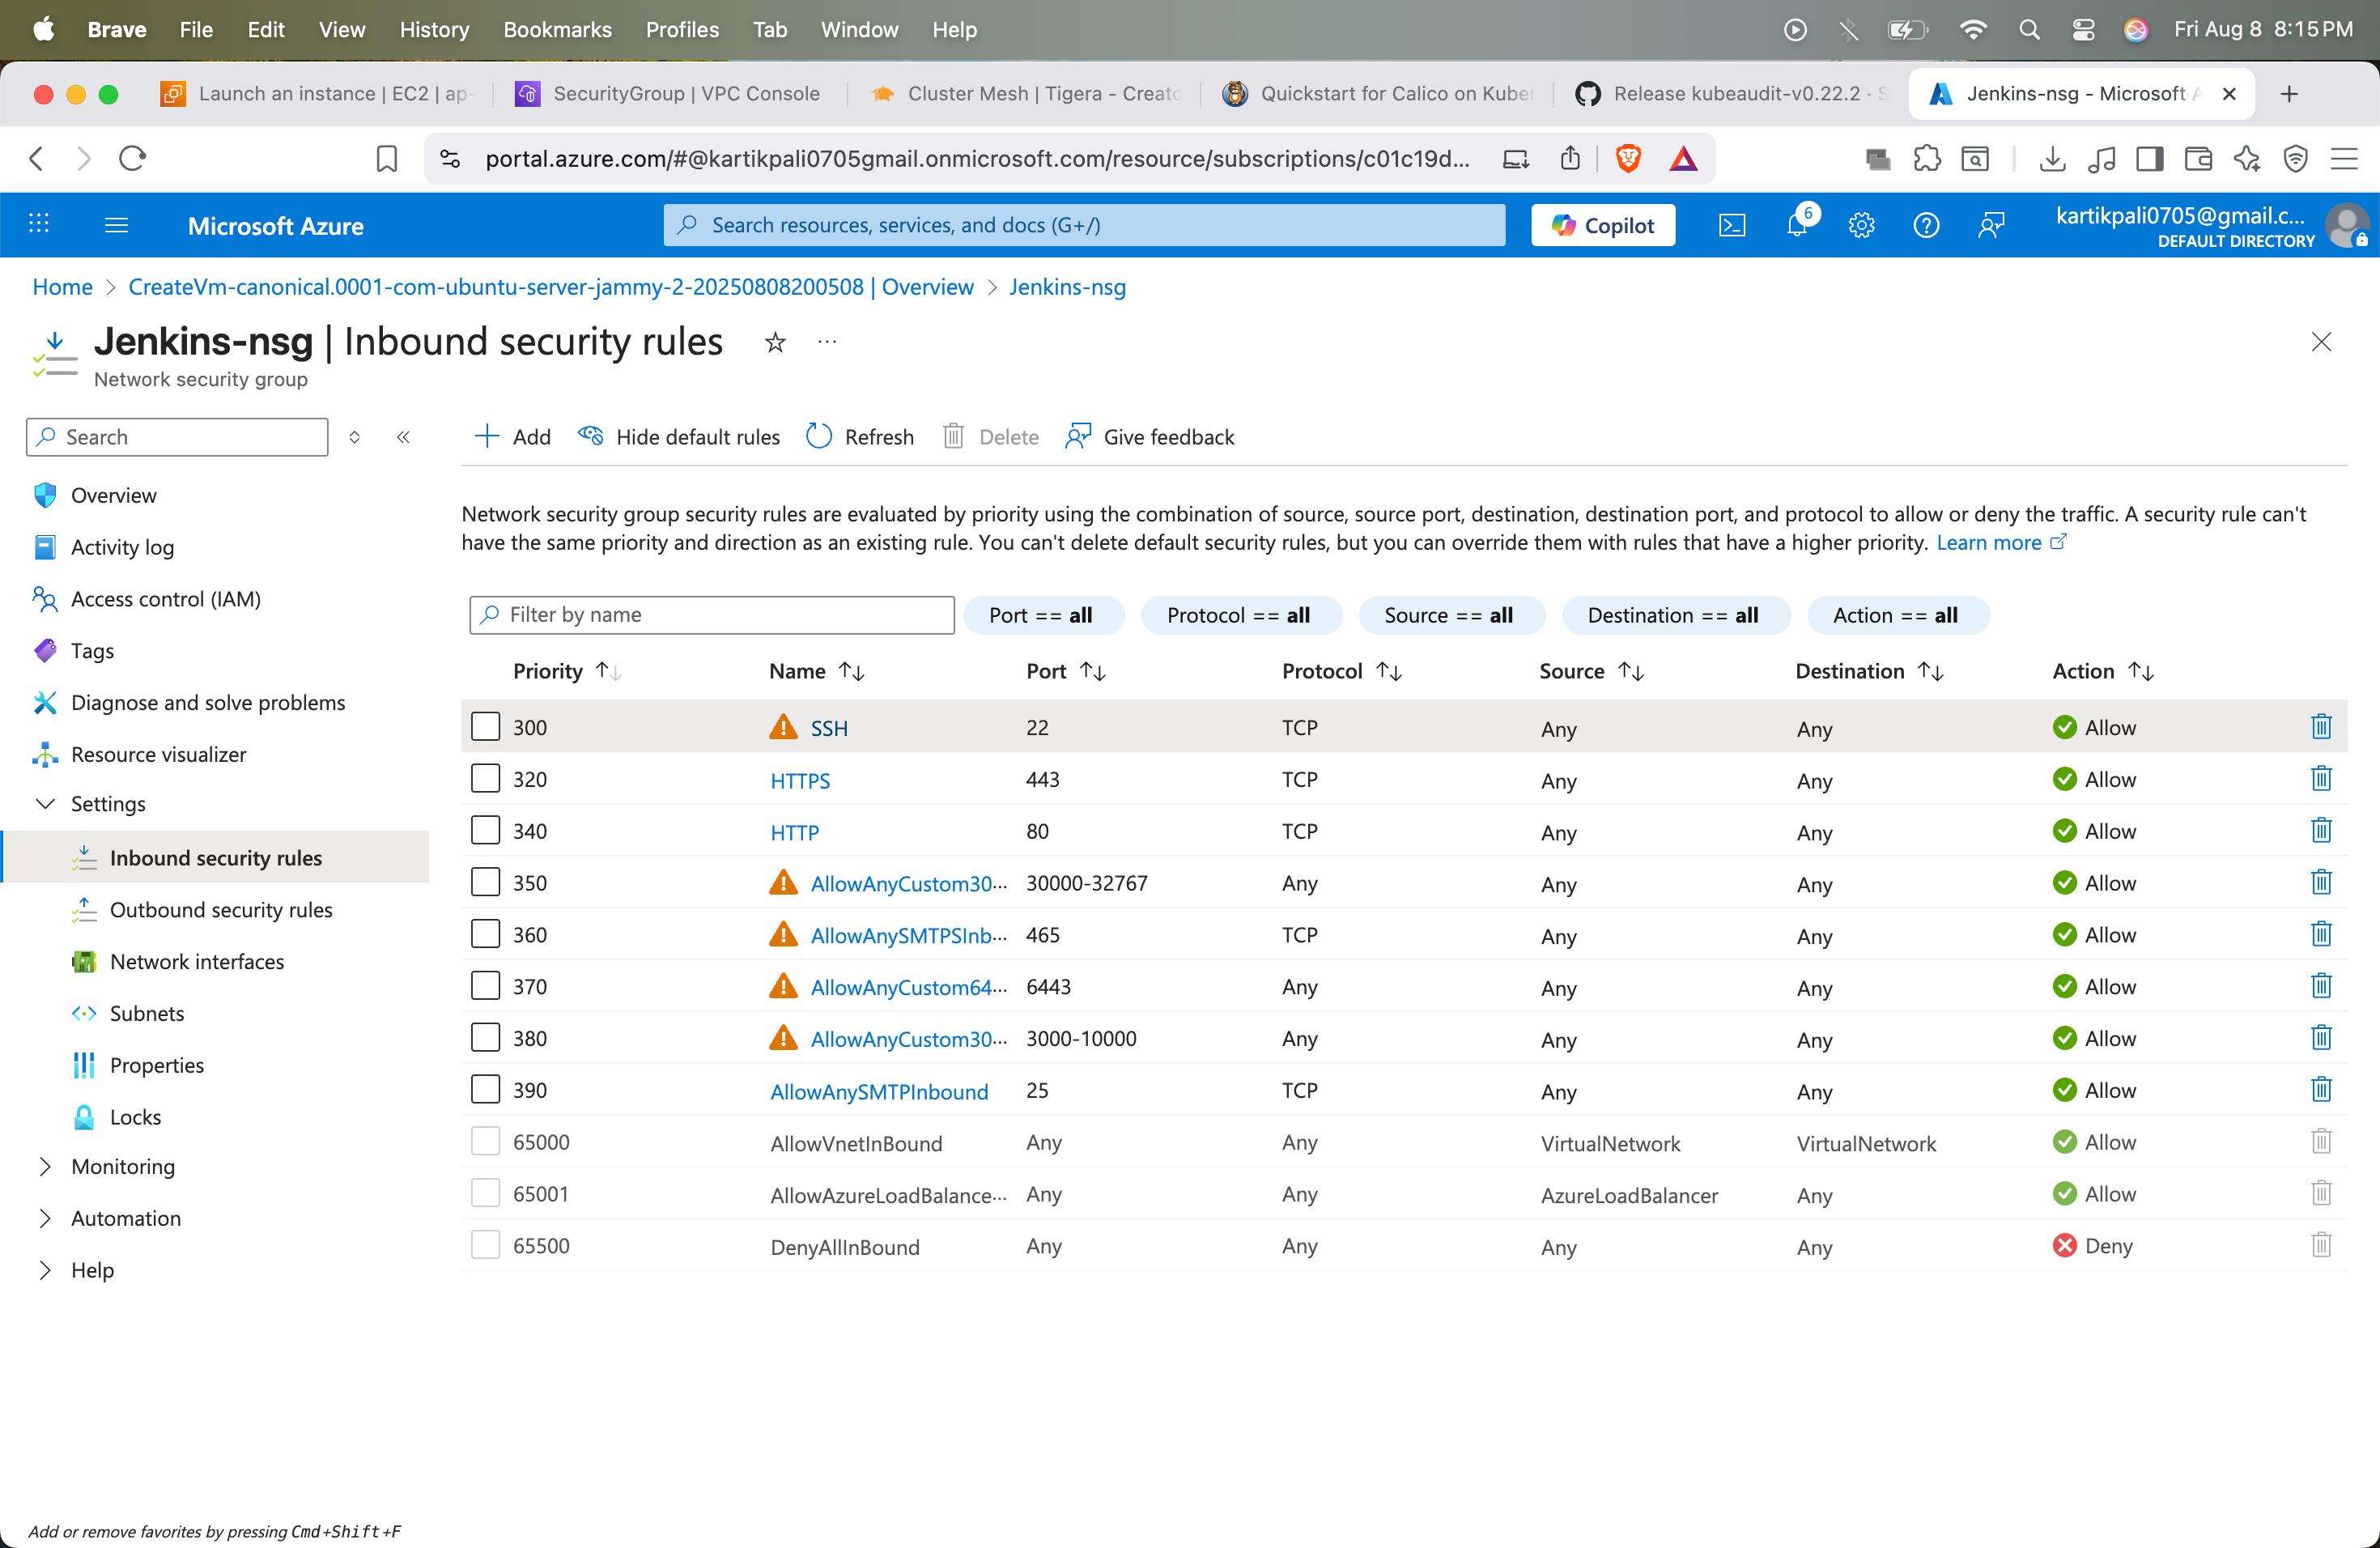 Brave File Edit View History Bookmarks Profiles Tab Window Help Fri Aug 8 8:15 PM
Launch an instance | EC2 | ap- SecurityGroup | VPC Console Cluster Mesh | Tigera - Creato Quickstart for Calico on Kuber Release kubeaudit-v0.22.2 · S Jenkins-nsg - Microsoft A
portal.azure.com/#@kartikpali0705gmail.onmicrosoft.com/resource/subscriptions/c01c19d...
Microsoft Azure Search resources, services, and docs (G+/) Copilot 6 kartikpali0705@gmail.c...
DEFAULT DIRECTORY
Home > CreateVm-canonical.0001-com-ubuntu-server-jammy-2-20250808200508 | Overview > Jenkins-nsg
Jenkins-nsg | Inbound security rules ☆ ...
Network security group
Search
Add Hide default rules Refresh Delete Give feedback
Overview
Activity log
Access control (IAM)
Tags
Diagnose and solve problems
Resource visualizer
Settings
Inbound security rules
Outbound security rules
Network interfaces
Subnets
Properties
Locks
Monitoring
Automation
Help
Network security group security rules are evaluated by priority using the combination of source, source port, destination, destination port, and protocol to allow or deny the traffic. A security rule can't
have the same priority and direction as an existing rule. You can't delete default security rules, but you can override them with rules that have a higher priority. Learn more
Filter by name Port == all Protocol == all Source == all Destination == all Action == all
Priority Name Port Protocol Source Destination Action
300 SSH 22 TCP Any Any Allow
320 HTTPS 443 TCP Any Any Allow
340 HTTP 80 TCP Any Any Allow
350 AllowAnyCustom30... 30000-32767 Any Any Any Allow
360 AllowAnySMTPSInb... 465 TCP Any Any Allow
370 AllowAnyCustom64... 6443 Any Any Any Allow
380 AllowAnyCustom30... 3000-10000 Any Any Any Allow
390 AllowAnySMTPInbound 25 TCP Any Any Allow
65000 AllowVnetInBound Any Any VirtualNetwork VirtualNetwork Allow
65001 AllowAzureLoadBalance... Any Any AzureLoadBalancer Any Allow
65500 DenyAllInBound Any Any Any Any Deny
Add or remove favorites by pressing Cmd+Shift+F